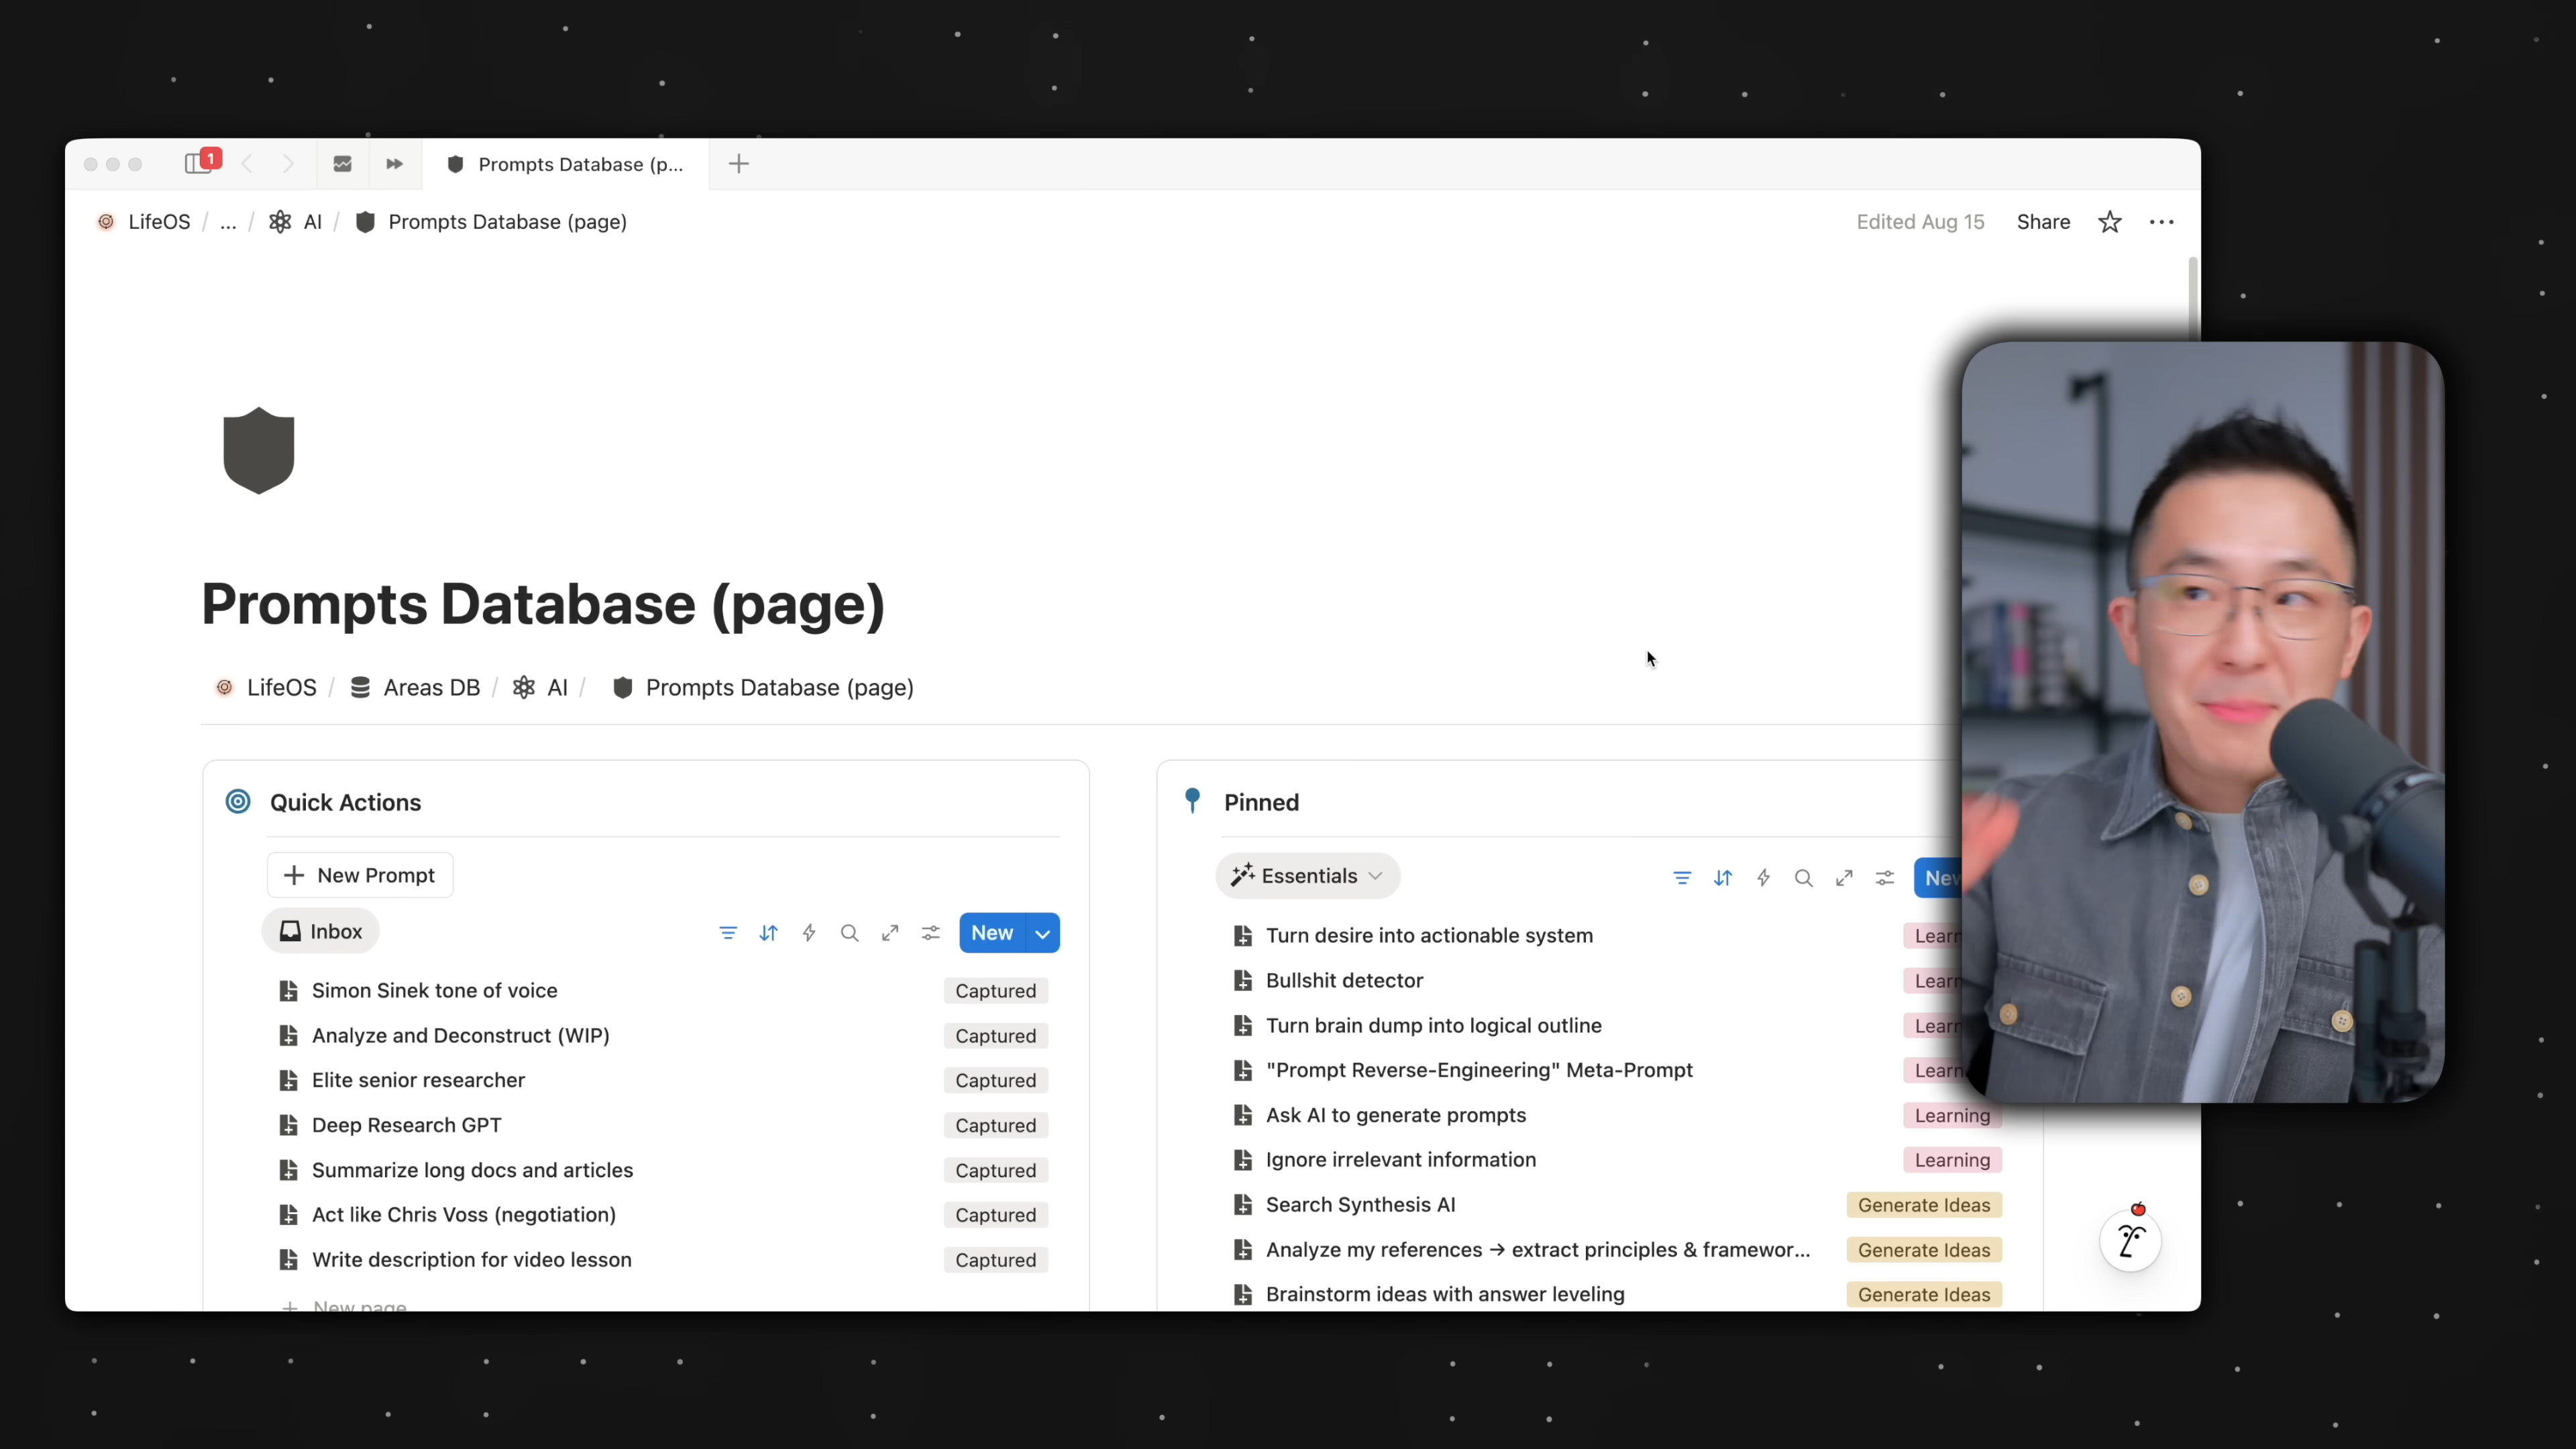 1
Prompts Database (p...
LifeOS / ... / AI / Prompts Database (page)
Edited Aug 15
Share
Prompts Database (page)
LifeOS / Areas DB / AI / Prompts Database (page)
Quick Actions
New Prompt
Inbox
New
Simon Sinek tone of voice Captured
Analyze and Deconstruct (WIP) Captured
Elite senior researcher Captured
Deep Research GPT Captured
Summarize long docs and articles Captured
Act like Chris Voss (negotiation) Captured
Write description for video lesson Captured
New page
Pinned
Essentials
Turn desire into actionable system
Bullshit detector
Turn brain dump into logical outline
"Prompt Reverse-Engineering" Meta-Prompt
Ask AI to generate prompts Learning
Ignore irrelevant information Learning
Search Synthesis AI Generate Ideas
Analyze my references → extract principles & framewor... Generate Ideas
Brainstorm ideas with answer leveling Generate Ideas